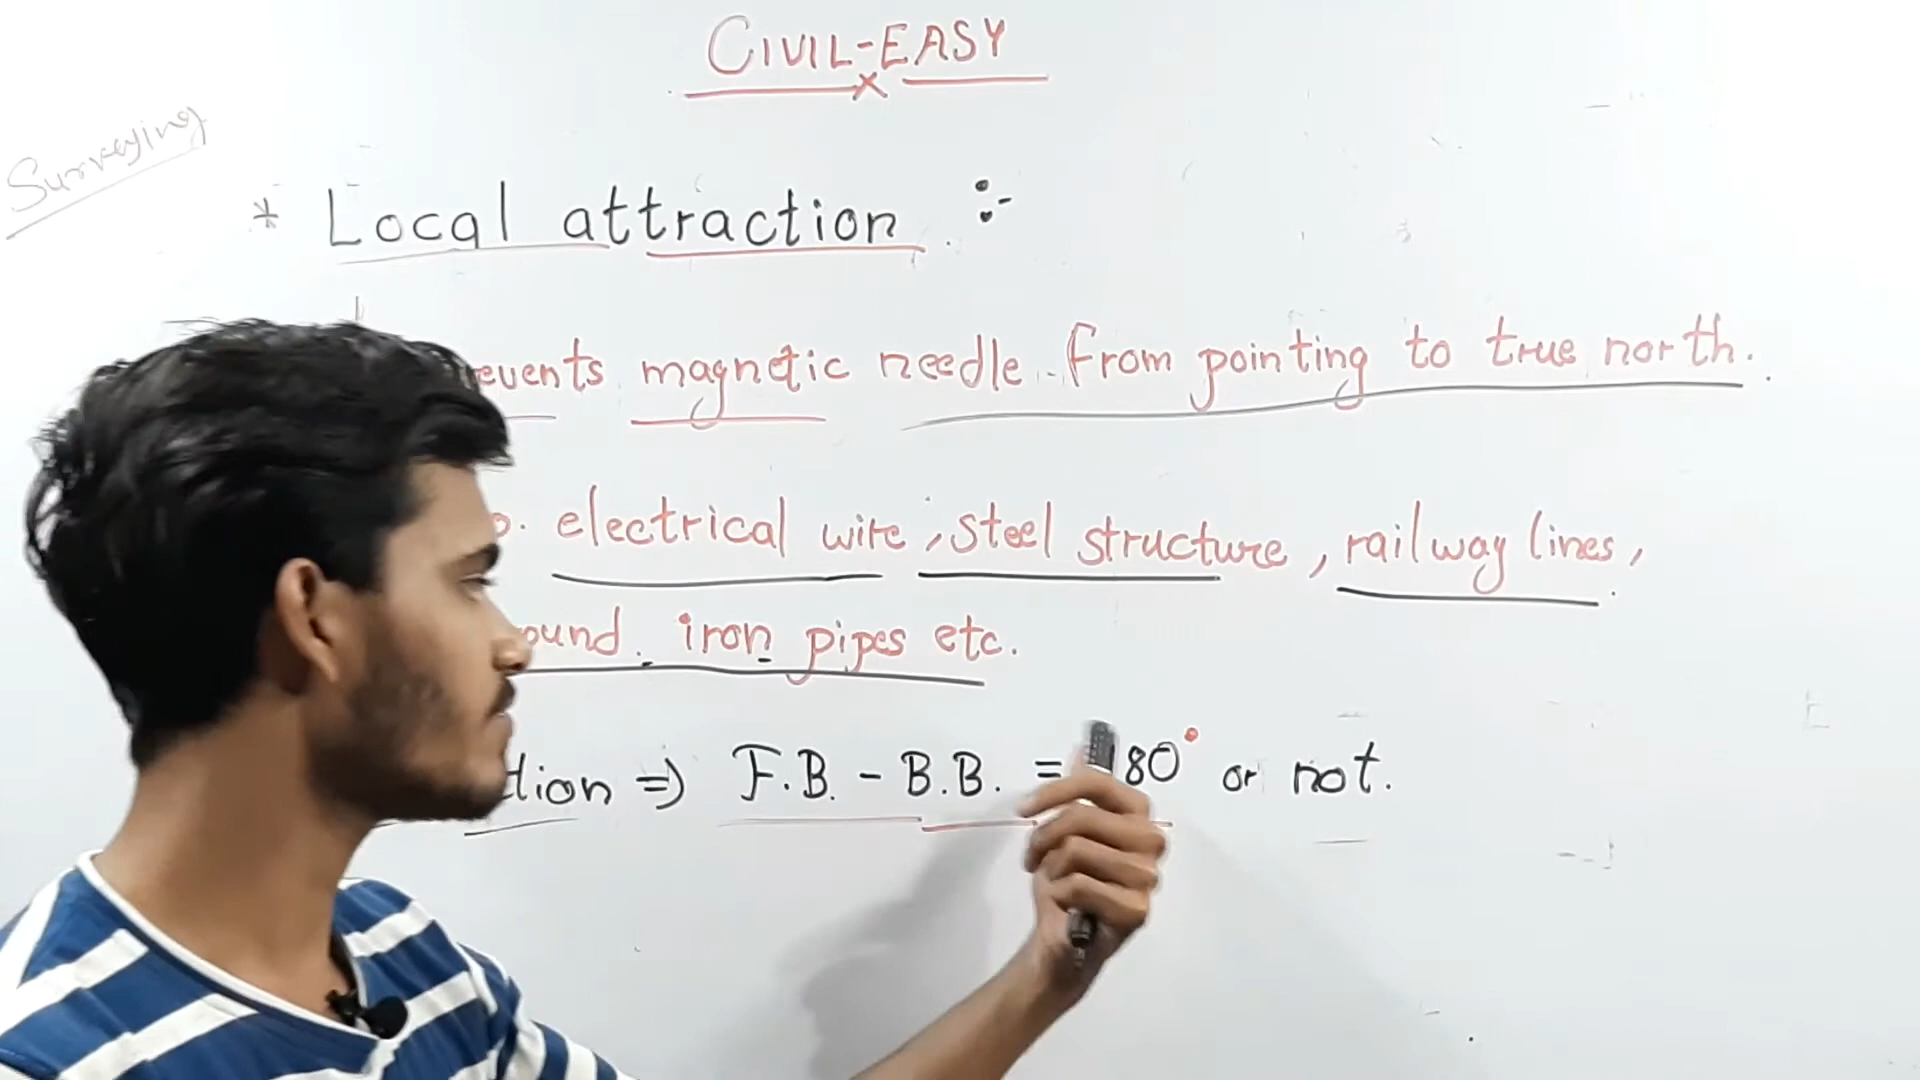 CIVIL-EASY
Surveying
* Local attraction :-
events magnetic needle from pointing to true north.
electrical wire, steel structure, railway lines,
ound iron pipes etc.
tion => F.B. - B.B. = 80° or not.